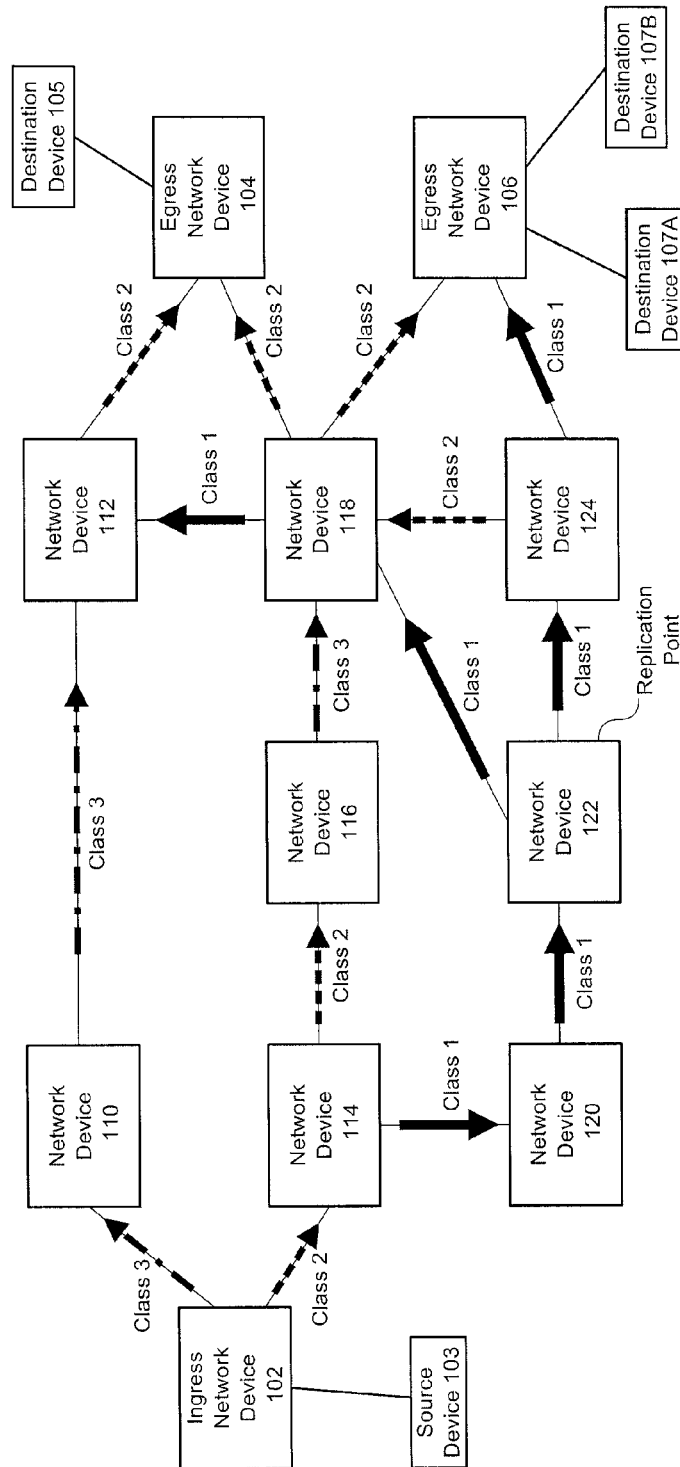 Destination
Device 105
Egress
Network
Device
104
Destination
Device 107B
Egress
Network
Device
106
Destination
Device 107A
Class 2
Class 2
Class 2
Class 1
Network
Device
112
Class 1
Network
Device
118
Class 2
Network
Device
124
Class 3
Class 3
Class 1
Class 1
Replication
Point
Network
Device
116
Network
Device
122
Class 2
Class 1
Network
Device
110
Network
Device
114
Class 1
Network
Device
120
Class 3
Class 2
Ingress
Network
Device
102
Source
Device 103